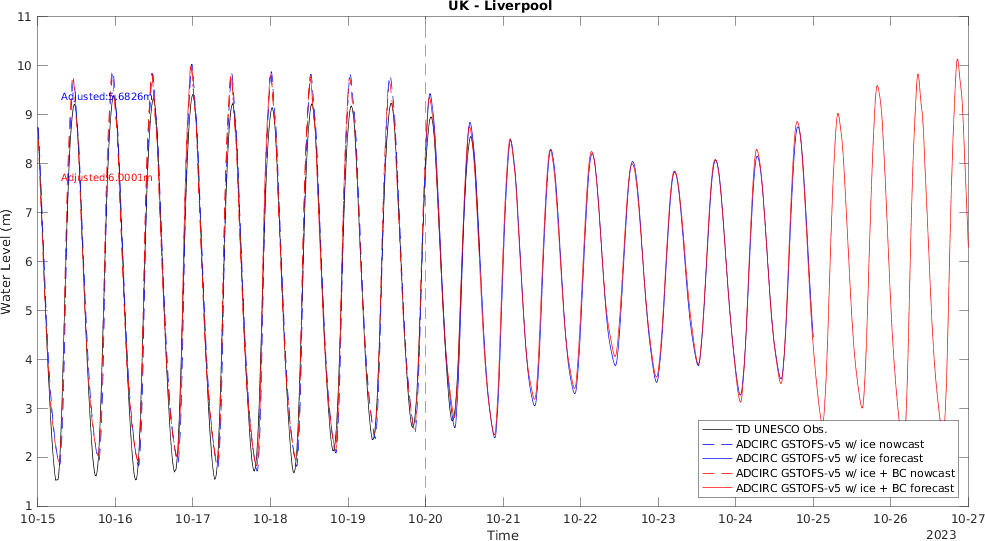 UK - Liverpool
11
10
9
8
7
6
5
4
3
2
1
Water Level (m)
Adjusted:5.6826m
Adjusted:6.0001m
TD UNESCO Obs.
ADCIRC GSTOFS-v5 w/ ice nowcast
ADCIRC GSTOFS-v5 w/ ice forecast
ADCIRC GSTOFS-v5 w/ ice + BC nowcast
ADCIRC GSTOFS-v5 w/ ice + BC forecast
10-15 10-16 10-17 10-18 10-19 10-20 10-21 10-22 10-23 10-24 10-25 10-26 10-27
Time
2023